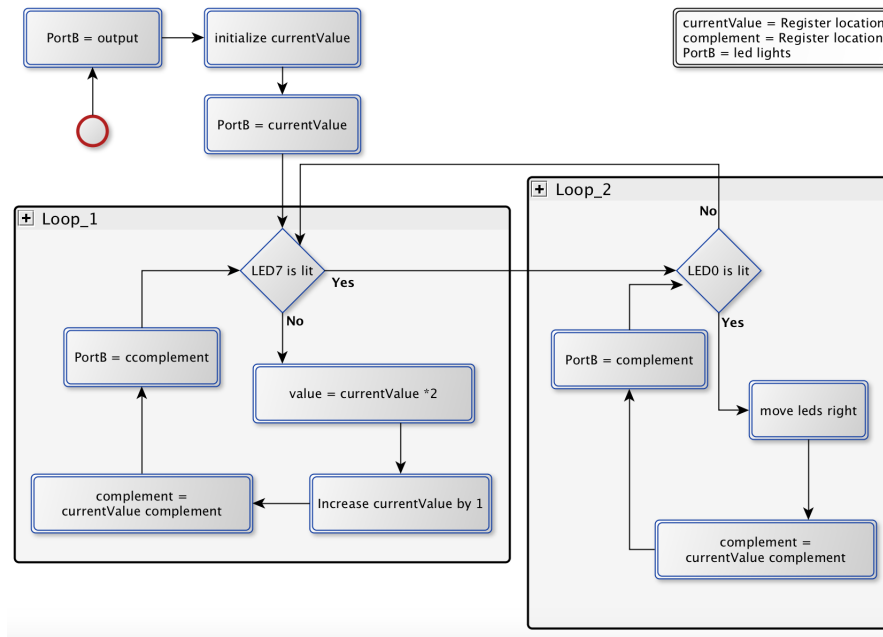 PortB = output
initialize currentValue
currentValue = Register location
complement = Register location
PortB = led lights
PortB = currentValue
Loop_1
LED7 is lit
Yes
No
PortB = ccomplement
value = currentValue *2
Increase currentValue by 1
complement =
currentValue complement
Loop_2
No
LED0 is lit
Yes
PortB = complement
move leds right
complement =
currentValue complement